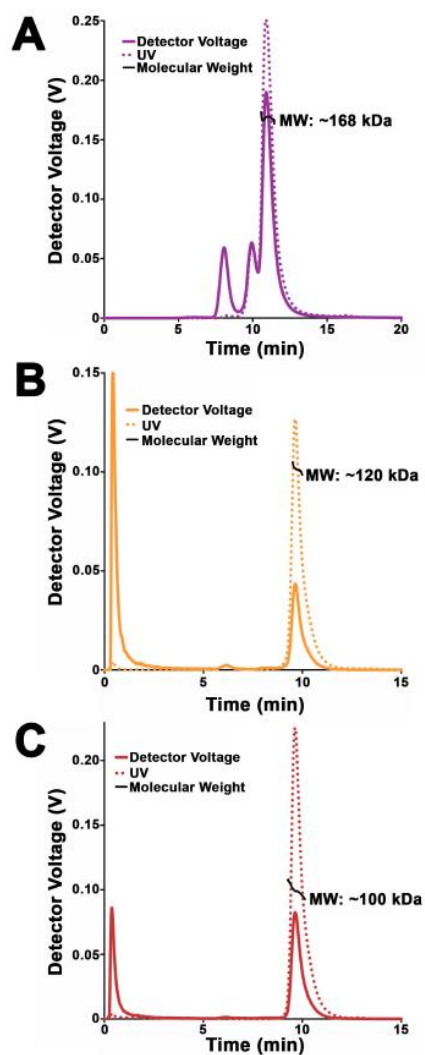 A
Detector Voltage (V)
0.25
0.20
0.15
0.10
0.05
0
Detector Voltage
UV
Molecular Weight
MW: ~168 kDa
0 5 10 15 20
Time (min)
B
Detector Voltage (V)
0.15
0.10
0.05
0
Detector Voltage
UV
Molecular Weight
MW: ~120 kDa
0 5 10 15
Time (min)
C
Detector Voltage (V)
0.20
0.15
0.10
0.05
0
Detector Voltage
UV
Molecular Weight
MW: ~100 kDa
0 5 10 15
Time (min)